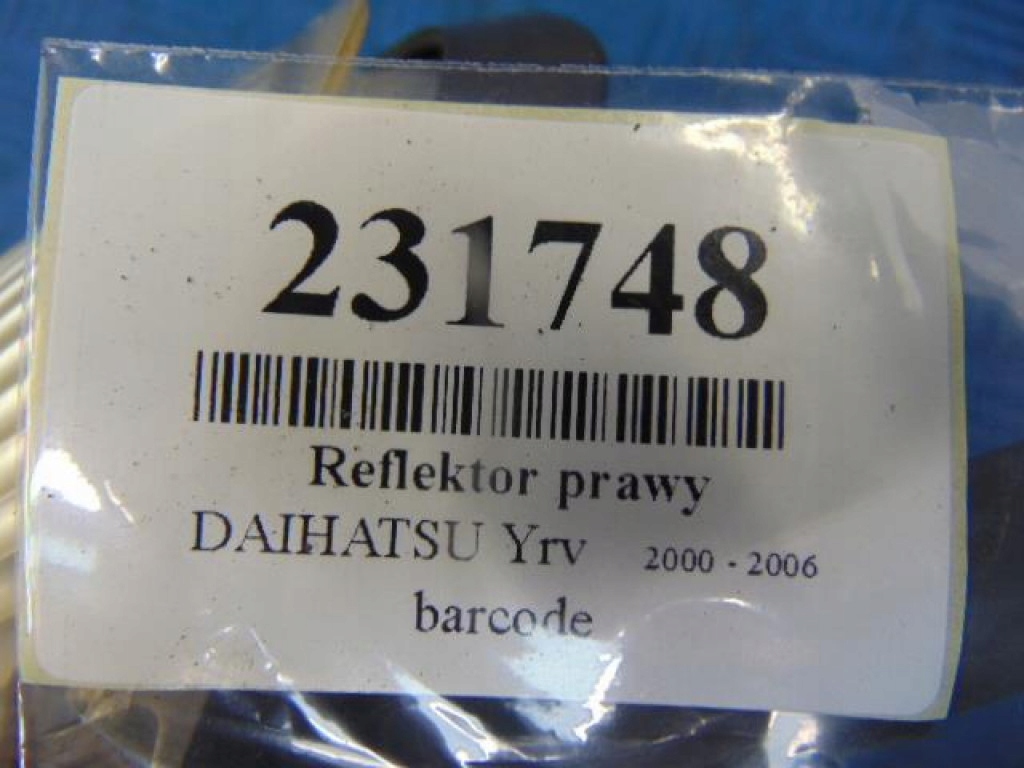 231748
Reflektor prawy
DAIHATSU Yrv 2000 - 2006
barcode